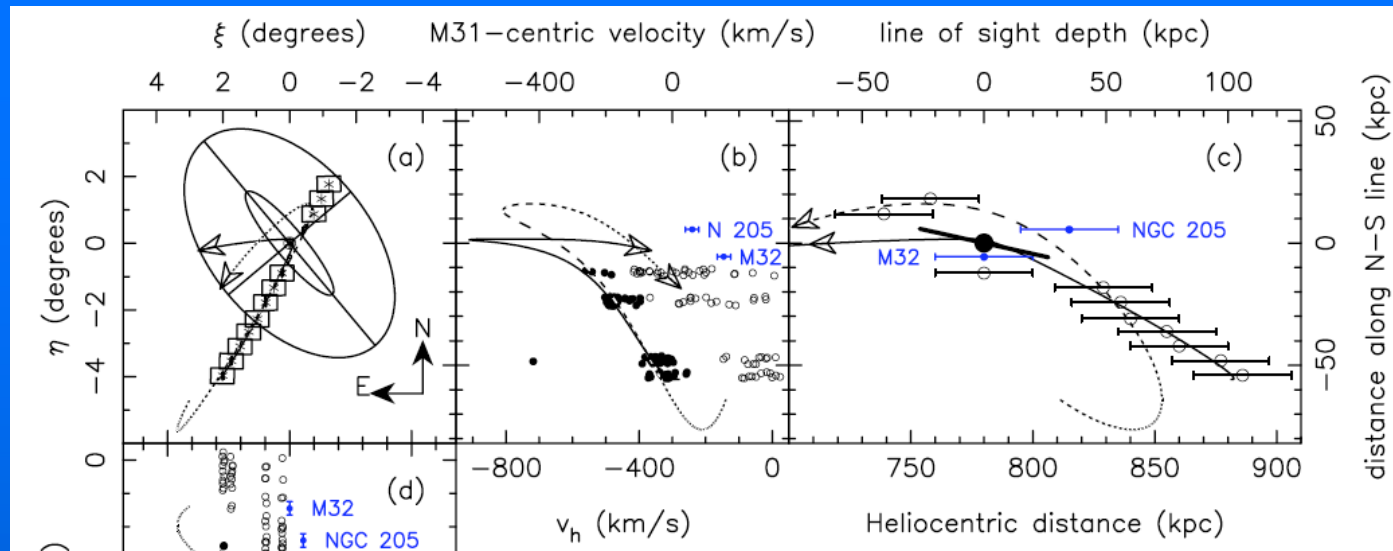 ξ (degrees) M31−centric velocity (km/s) line of sight depth (kpc)
4 2 0 −2 −4 −400 0 −50 0 50 100
(a) (b) (c)
50
2
0
−2
−4
η (degrees)
N
E
N 205
M32
NGC 205
M32
0
−50
distance along N−S line (kpc)
0
(d)
M32
NGC 205
−800 −400 0 750 800 850 900
v_h (km/s) Heliocentric distance (kpc)